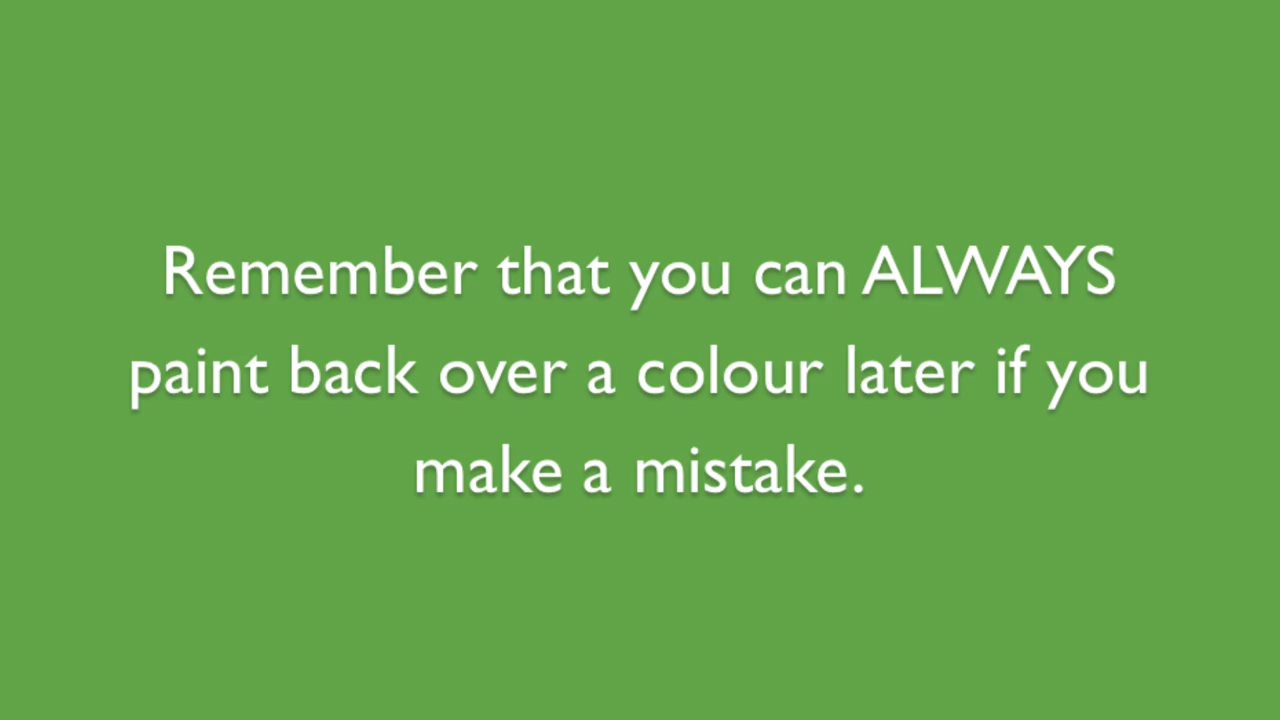 Remember that you can ALWAYS
paint back over a colour later if you
make a mistake.